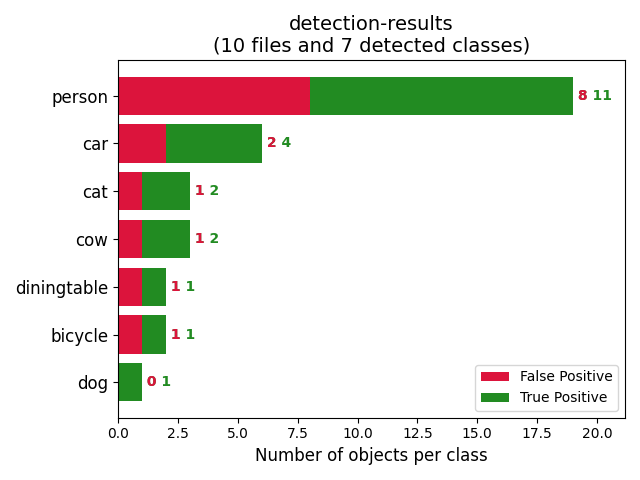 detection-results
(10 files and 7 detected classes)
person
8 11
car
2 4
cat
1 2
cow
1 2
diningtable
1 1
bicycle
1 1
dog
0 1
False Positive
True Positive
0.0 2.5 5.0 7.5 10.0 12.5 15.0 17.5 20.0
Number of objects per class